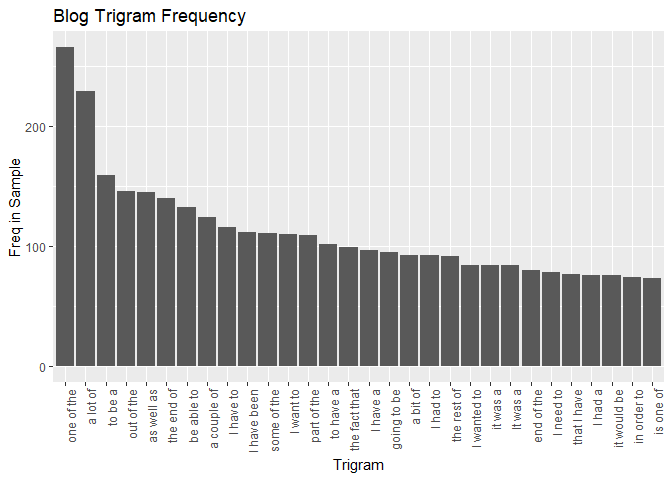 Blog Trigram Frequency
Freq in Sample
200
100
0
one of the
a lot of
to be a
out of the
as well as
the end of
be able to
a couple of
I have to
I have been
some of the
I want to
part of the
to have a
the fact that
I have a
going to be
a bit of
I had to
the rest of
I wanted to
it was a
It was a
end of the
I need to
that I have
I had a
it would be
in order to
is one of
Trigram